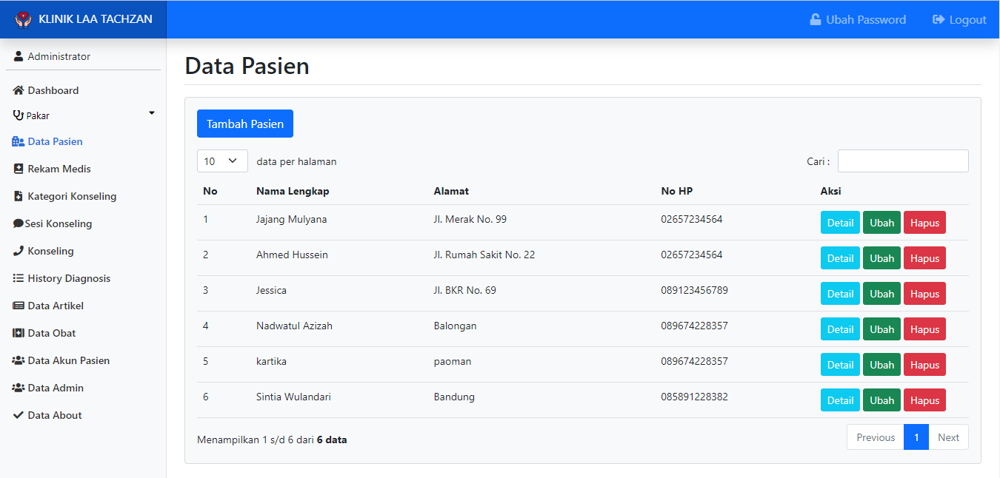 KLINIK LAA TACHZAN
Ubah Password Logout
Administrator
Dashboard
Pakar
Data Pasien
Rekam Medis
Kategori Konseling
Sesi Konseling
Konseling
History Diagnosis
Data Artikel
Data Obat
Data Akun Pasien
Data Admin
Data About
Data Pasien
Tambah Pasien
10 data per halaman Cari :
No Nama Lengkap Alamat No HP Aksi
1 Jajang Mulyana Jl. Merak No. 99 02657234564 Detail Ubah Hapus
2 Ahmed Hussein Jl. Rumah Sakit No. 22 02657234564 Detail Ubah Hapus
3 Jessica Jl. BKR No. 69 089123456789 Detail Ubah Hapus
4 Nadwatul Azizah Balongan 089674228357 Detail Ubah Hapus
5 kartika paoman 089674228357 Detail Ubah Hapus
6 Sintia Wulandari Bandung 085891228382 Detail Ubah Hapus
Menampilkan 1 s/d 6 dari 6 data Previous 1 Next